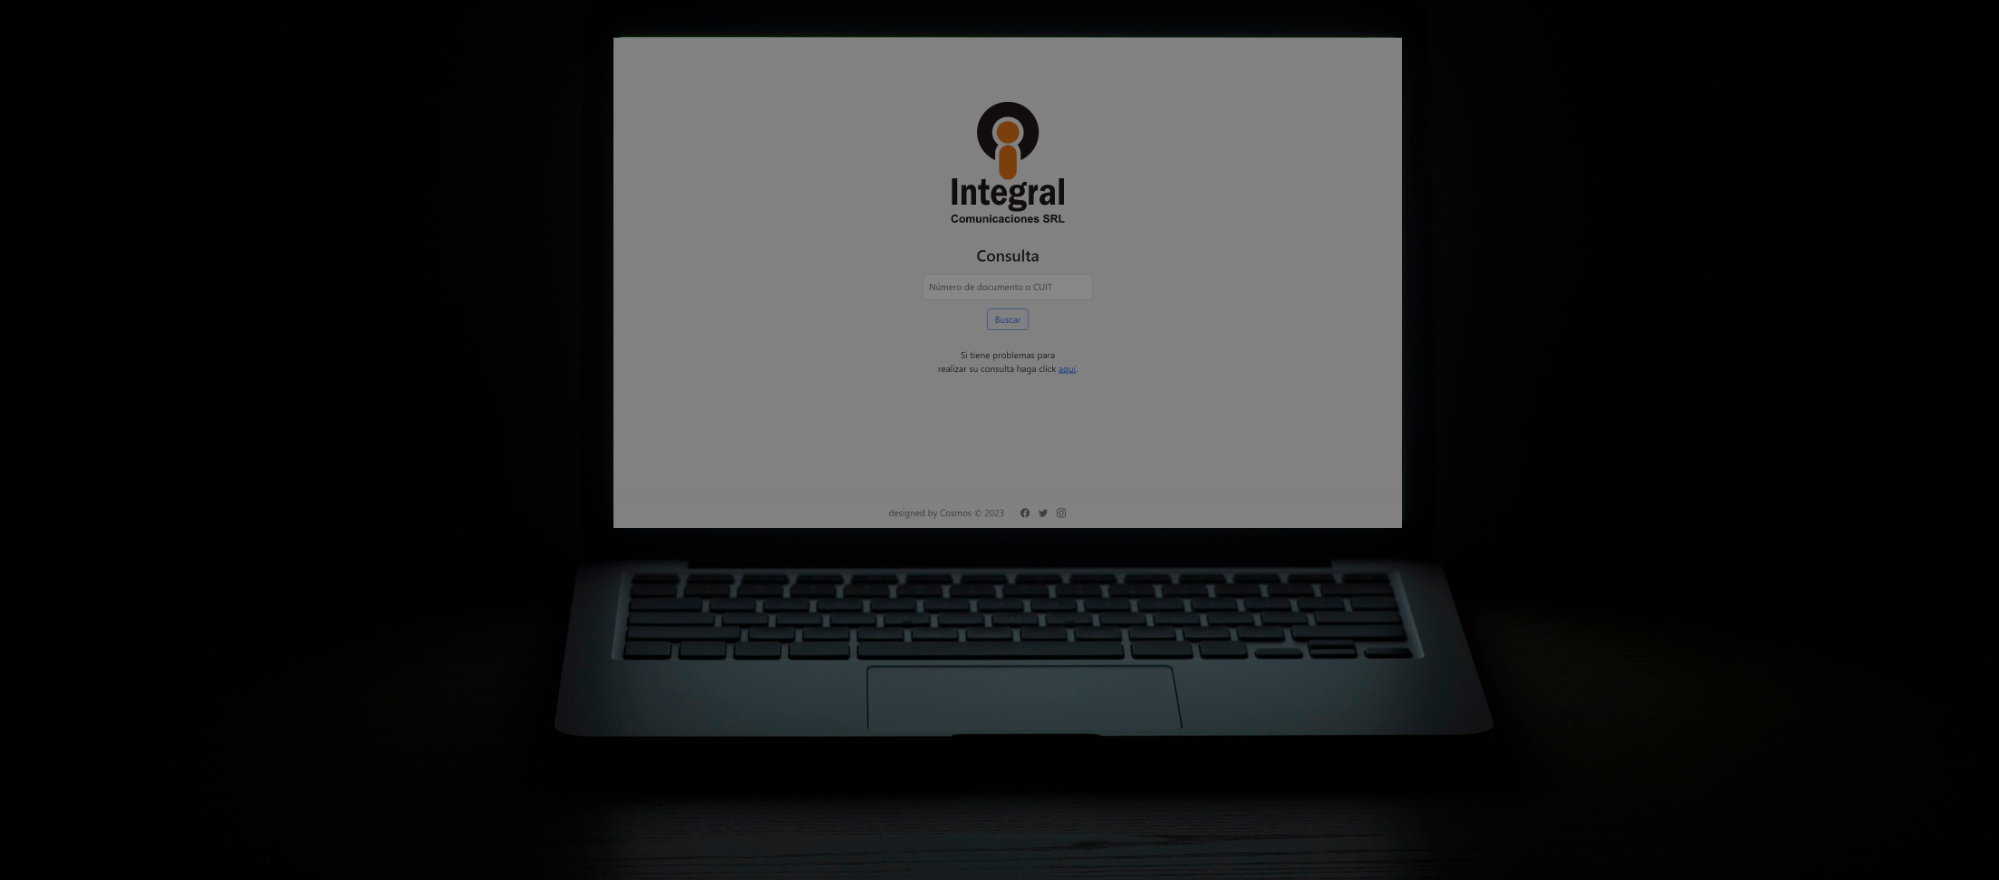 Integral
Comunicaciones SRL
Consulta
Número de documento o CUIT
Buscar
Si tiene problemas para
realizar su consulta haga click aquí.
designed by Cosmos © 2023